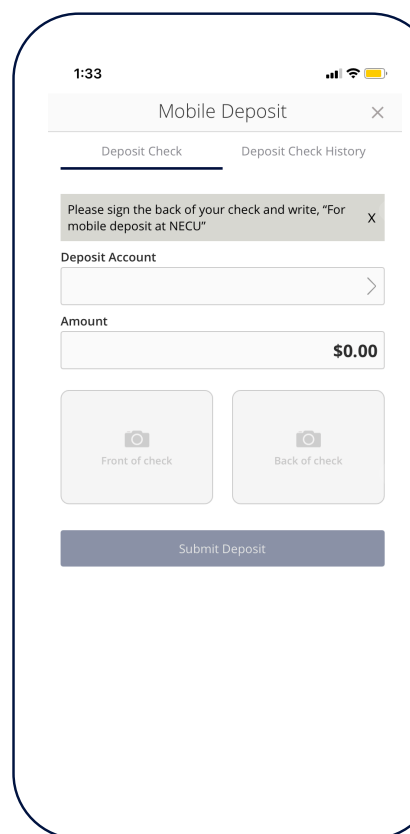 1:33
Mobile Deposit
Deposit Check
Deposit Check History
Please sign the back of your check and write, “For
mobile deposit at NECU”
X
Deposit Account
Amount
$0.00
Front of check
Back of check
Submit Deposit